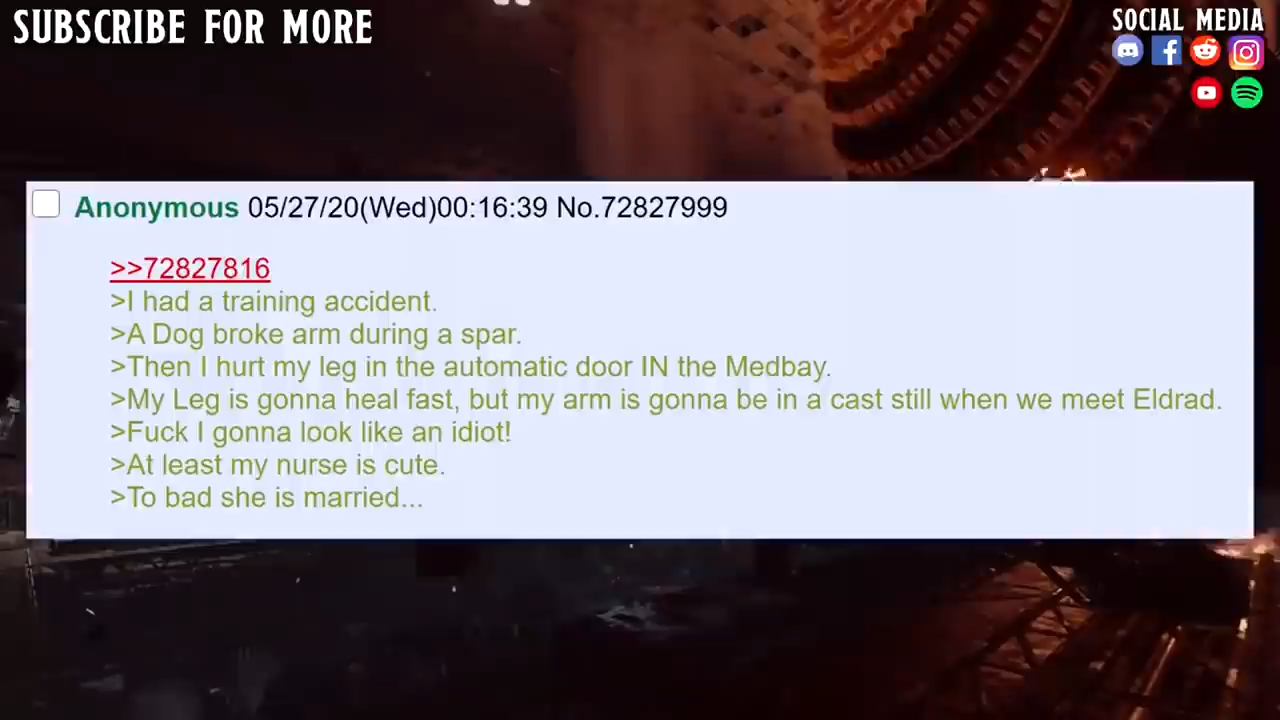 SUBSCRIBE FOR MORE
SOCIAL MEDIA
Anonymous 05/27/20(Wed)00:16:39 No.72827999
>>72827816
>I had a training accident.
>A Dog broke arm during a spar.
>Then I hurt my leg in the automatic door IN the Medbay.
>My Leg is gonna heal fast, but my arm is gonna be in a cast still when we meet Eldrad.
>Fuck I gonna look like an idiot!
>At least my nurse is cute.
>To bad she is married...